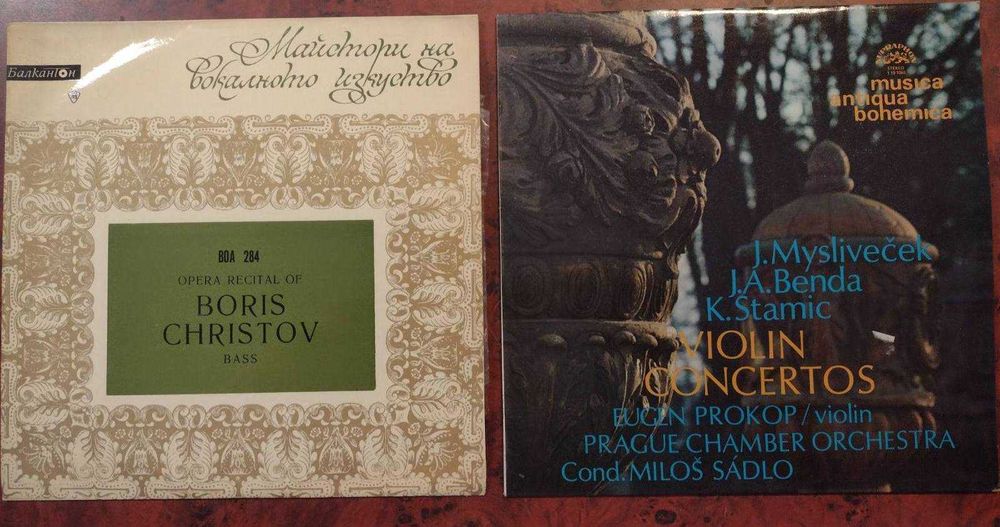 Майстори на
вокалното изкуство
Балкантон
BOA 284
OPERA RECITAL OF
BORIS
CHRISTOV
BASS
SUPRAPHON
STEREO
musica
antiqua
bohemica
J. Mysliveček
J.A. Benda
K. Stamic
VIOLIN
CONCERTOS
EUGEN PROKOP / violin
PRAGUE CHAMBER ORCHESTRA
Cond. MILOŠ SÁDLO